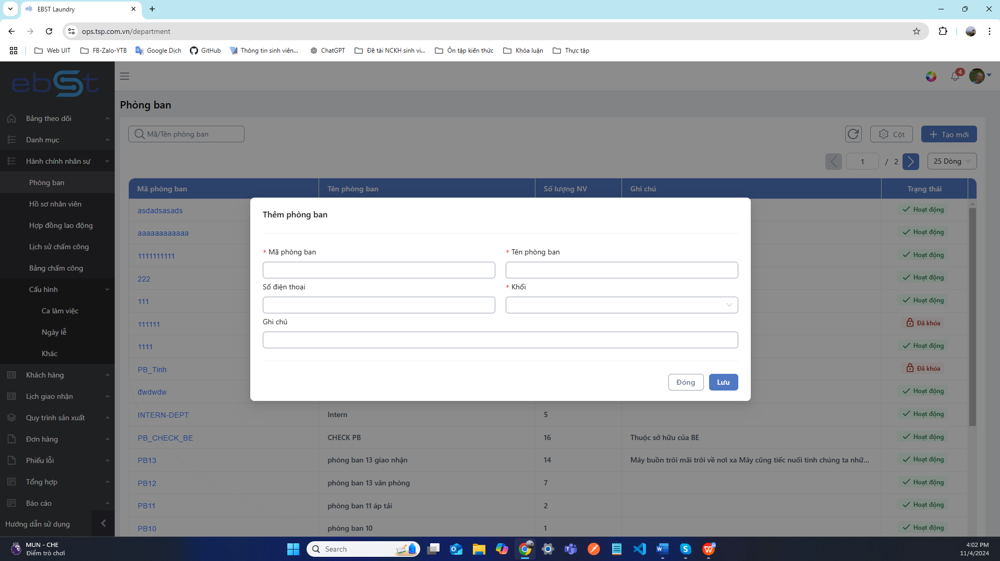 EBST Laundry
ops.tsp.com.vn/department
Web UIT
FB-Zalo-YTB
Google Dịch
GitHub
Thông tin sinh viên...
ChatGPT
Đề tài NCKH sinh vi...
Ôn tập kiến thức
Khóa luận
Thực tập
ebst
4
Bảng theo dõi
Danh mục
Hành chính nhân sự
Phòng ban
Hồ sơ nhân viên
Hợp đồng lao động
Lịch sử chấm công
Bảng chấm công
Cấu hình
Ca làm việc
Ngày lễ
Khác
Khách hàng
Lịch giao nhận
Quy trình sản xuất
Đơn hàng
Phiếu lỗi
Tổng hợp
Báo cáo
Hướng dẫn sử dụng
Phòng ban
Mã/Tên phòng ban
Cột
Tạo mới
1 / 2
25 Dòng
Mã phòng ban Tên phòng ban Số lượng NV Ghi chú Trạng thái
asdadsasads Hoạt động
aaaaaaaaaaaa Hoạt động
1111111111 Hoạt động
222 Hoạt động
111 Hoạt động
111111 Đã khóa
1111 Hoạt động
PB_Tinh Đã khóa
đwdwdw Hoạt động
INTERN-DEPT Intern 5 Hoạt động
PB_CHECK_BE CHECK PB 16 Thuộc sở hữu của BE Hoạt động
PB13 phòng ban 13 giao nhận 14 Mây buồn trôi mãi trôi về nơi xa Mây cũng tiếc nuối tình chúng ta nhữ... Hoạt động
PB12 phòng ban 13 văn phòng 7 Hoạt động
PB11 phòng ban 11 áp tải 2 Hoạt động
PB10 phòng ban 10 1 Hoạt động
Thêm phòng ban
* Mã phòng ban
* Tên phòng ban
Số điện thoại
* Khối
Ghi chú
Đóng
Lưu
MUN - CHE
Điểm trò chơi
Search
4:02 PM
11/4/2024